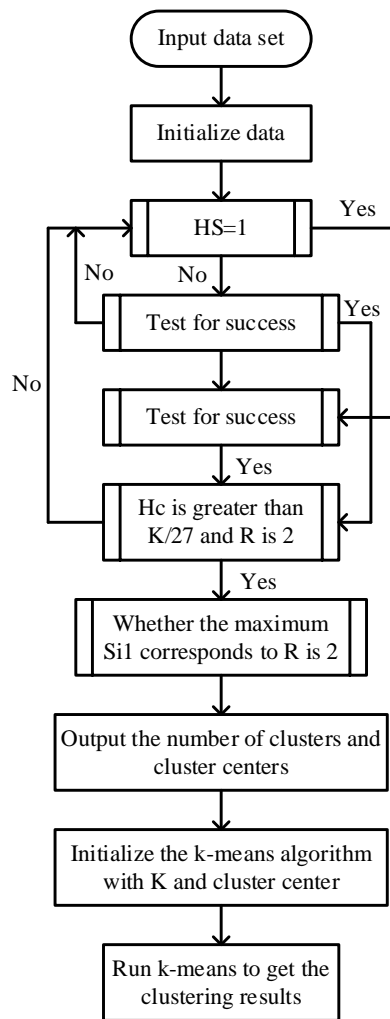 Input data set
Initialize data
HS=1
Yes
No
No
Test for success
Yes
No
Test for success
Yes
Hc is greater than
K/27 and R is 2
Yes
Whether the maximum
Si1 corresponds to R is 2
Output the number of clusters and
cluster centers
Initialize the k-means algorithm
with K and cluster center
Run k-means to get the
clustering results